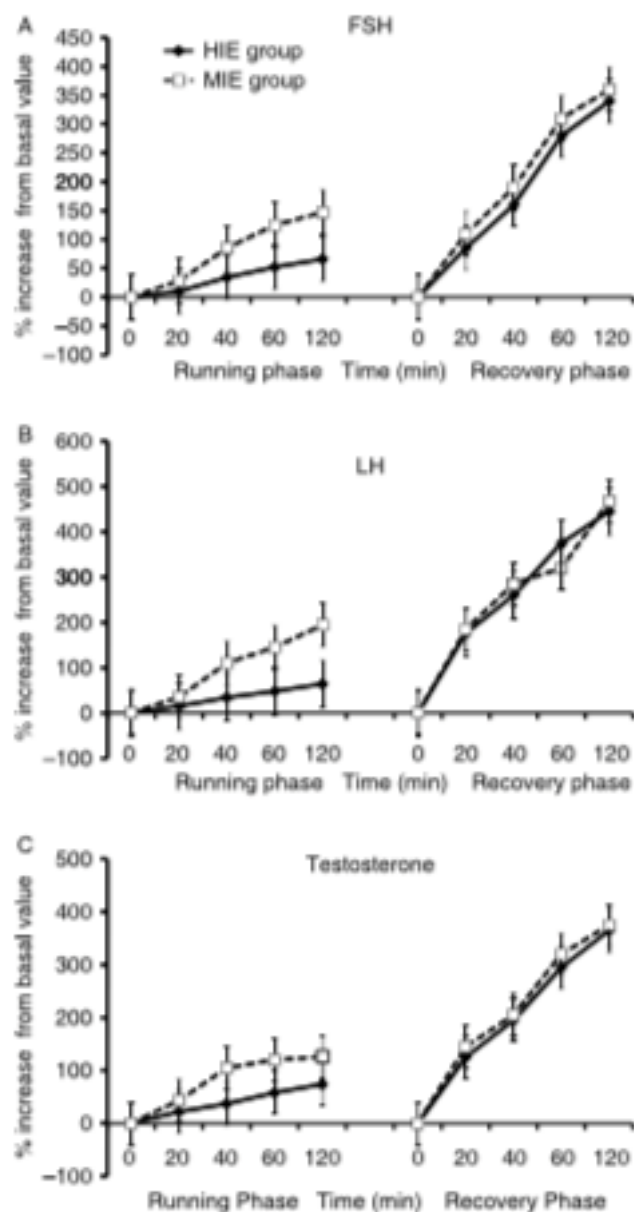 A
FSH
HIE group
MIE group
% increase from basal value
450
400
350
300
250
200
150
100
50
0
−50
−100
0 20 40 60 120 0 20 40 60 120
Running phase Time (min) Recovery phase
B
LH
% increase from basal value
600
500
400
300
200
100
0
−100
0 20 40 60 120 0 20 40 60 120
Running phase Time (min) Recovery phase
C
Testosterone
% increase from basal value
500
400
300
200
100
0
−100
0 20 40 60 120 0 20 40 60 120
Running Phase Time (min) Recovery Phase